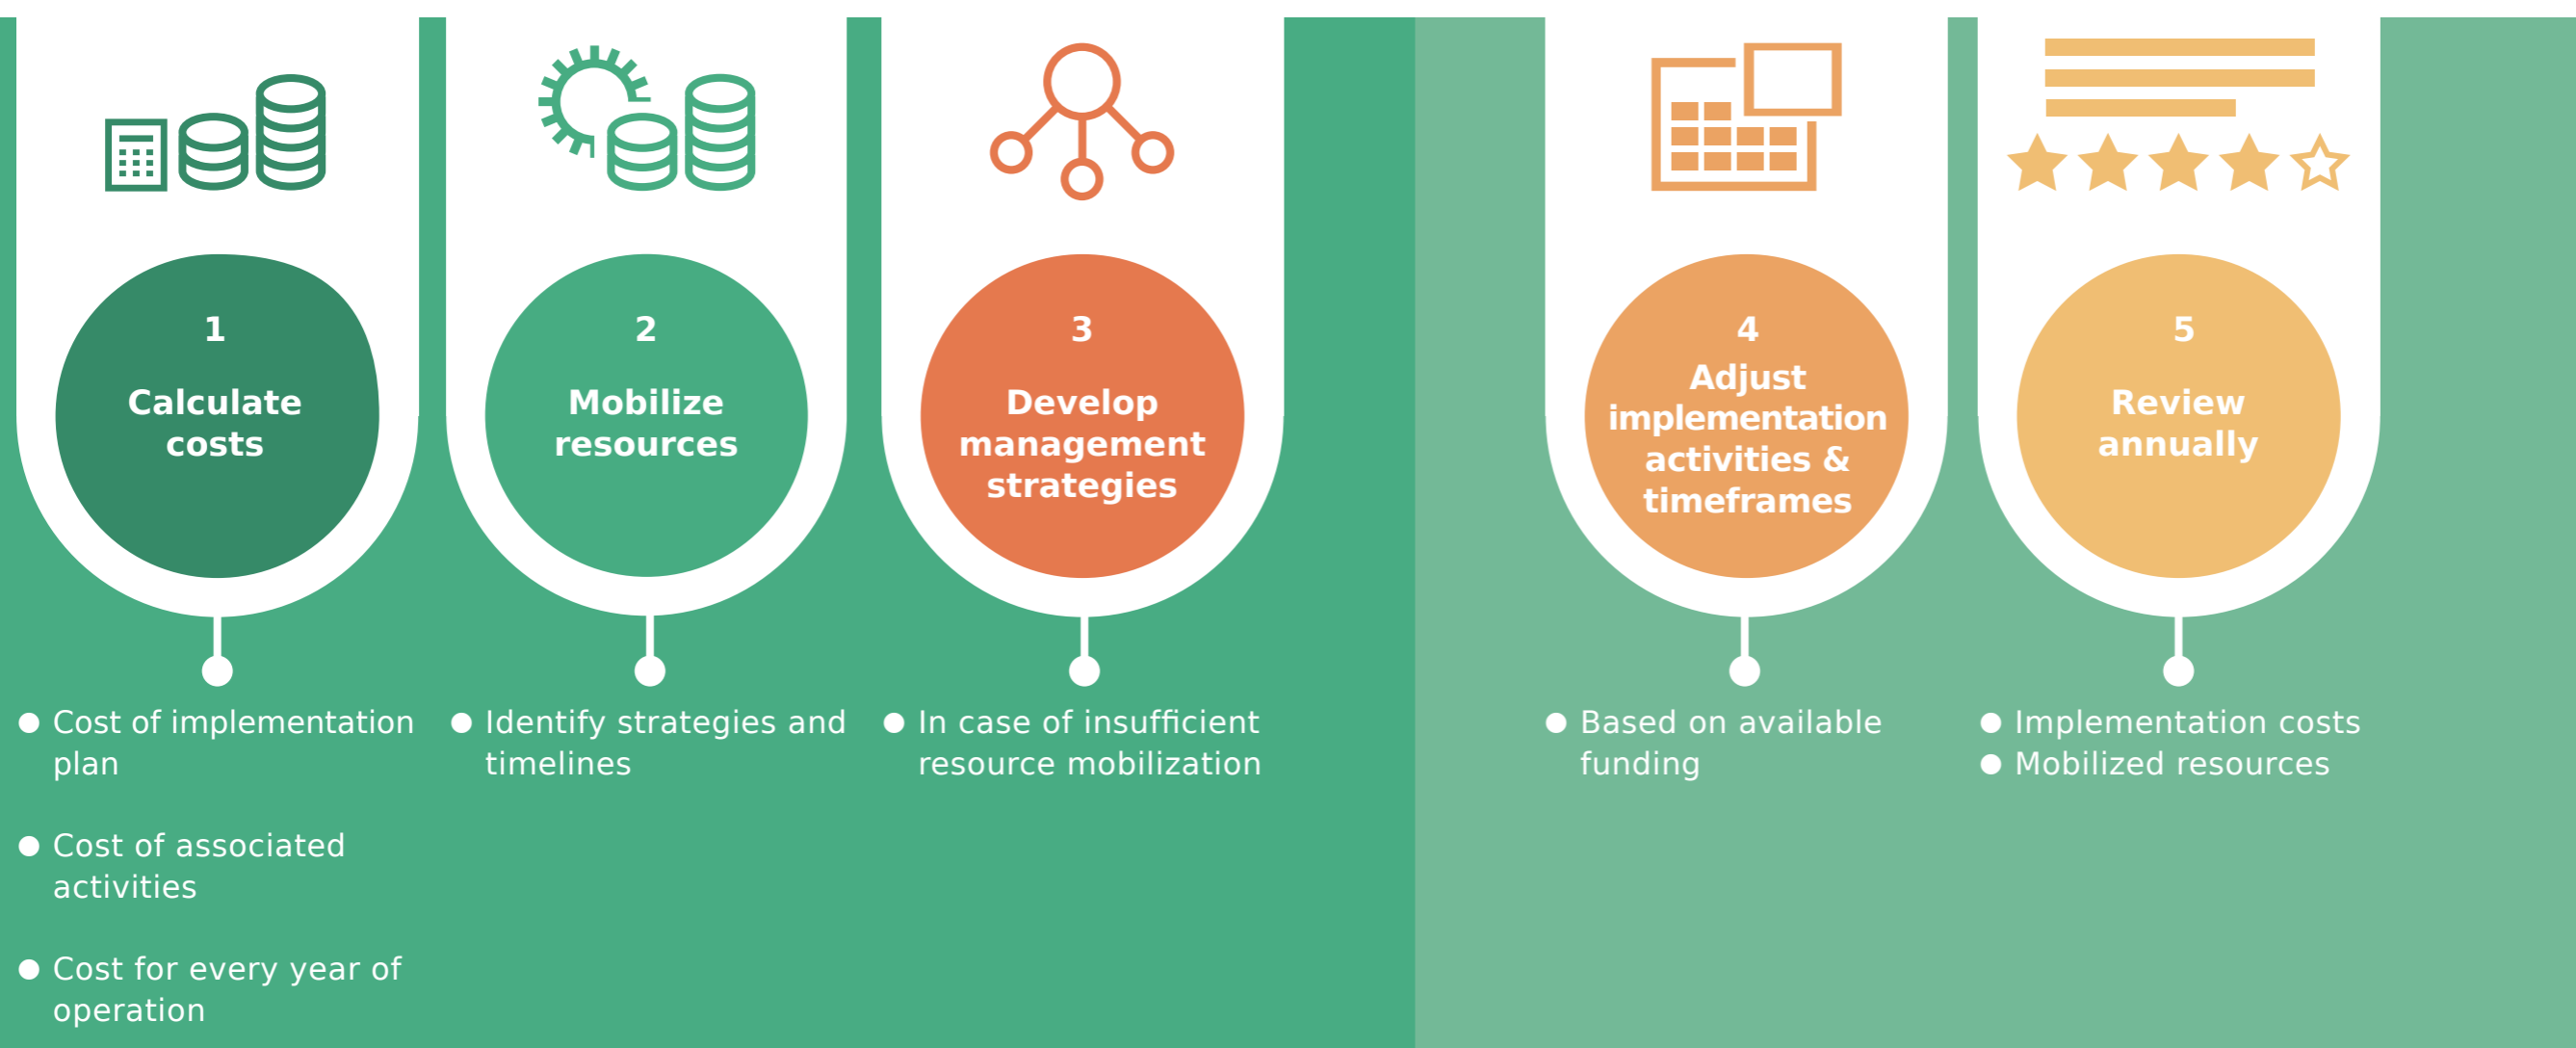 1
Calculate
costs
2
Mobilize
resources
3
Develop
management
strategies
4
Adjust
implementation
activities &
timeframes
5
Review
annually
● Cost of implementation
plan
● Cost of associated
activities
● Cost for every year of
operation
● Identify strategies and
timelines
● In case of insufficient
resource mobilization
● Based on available
funding
● Implementation costs
● Mobilized resources